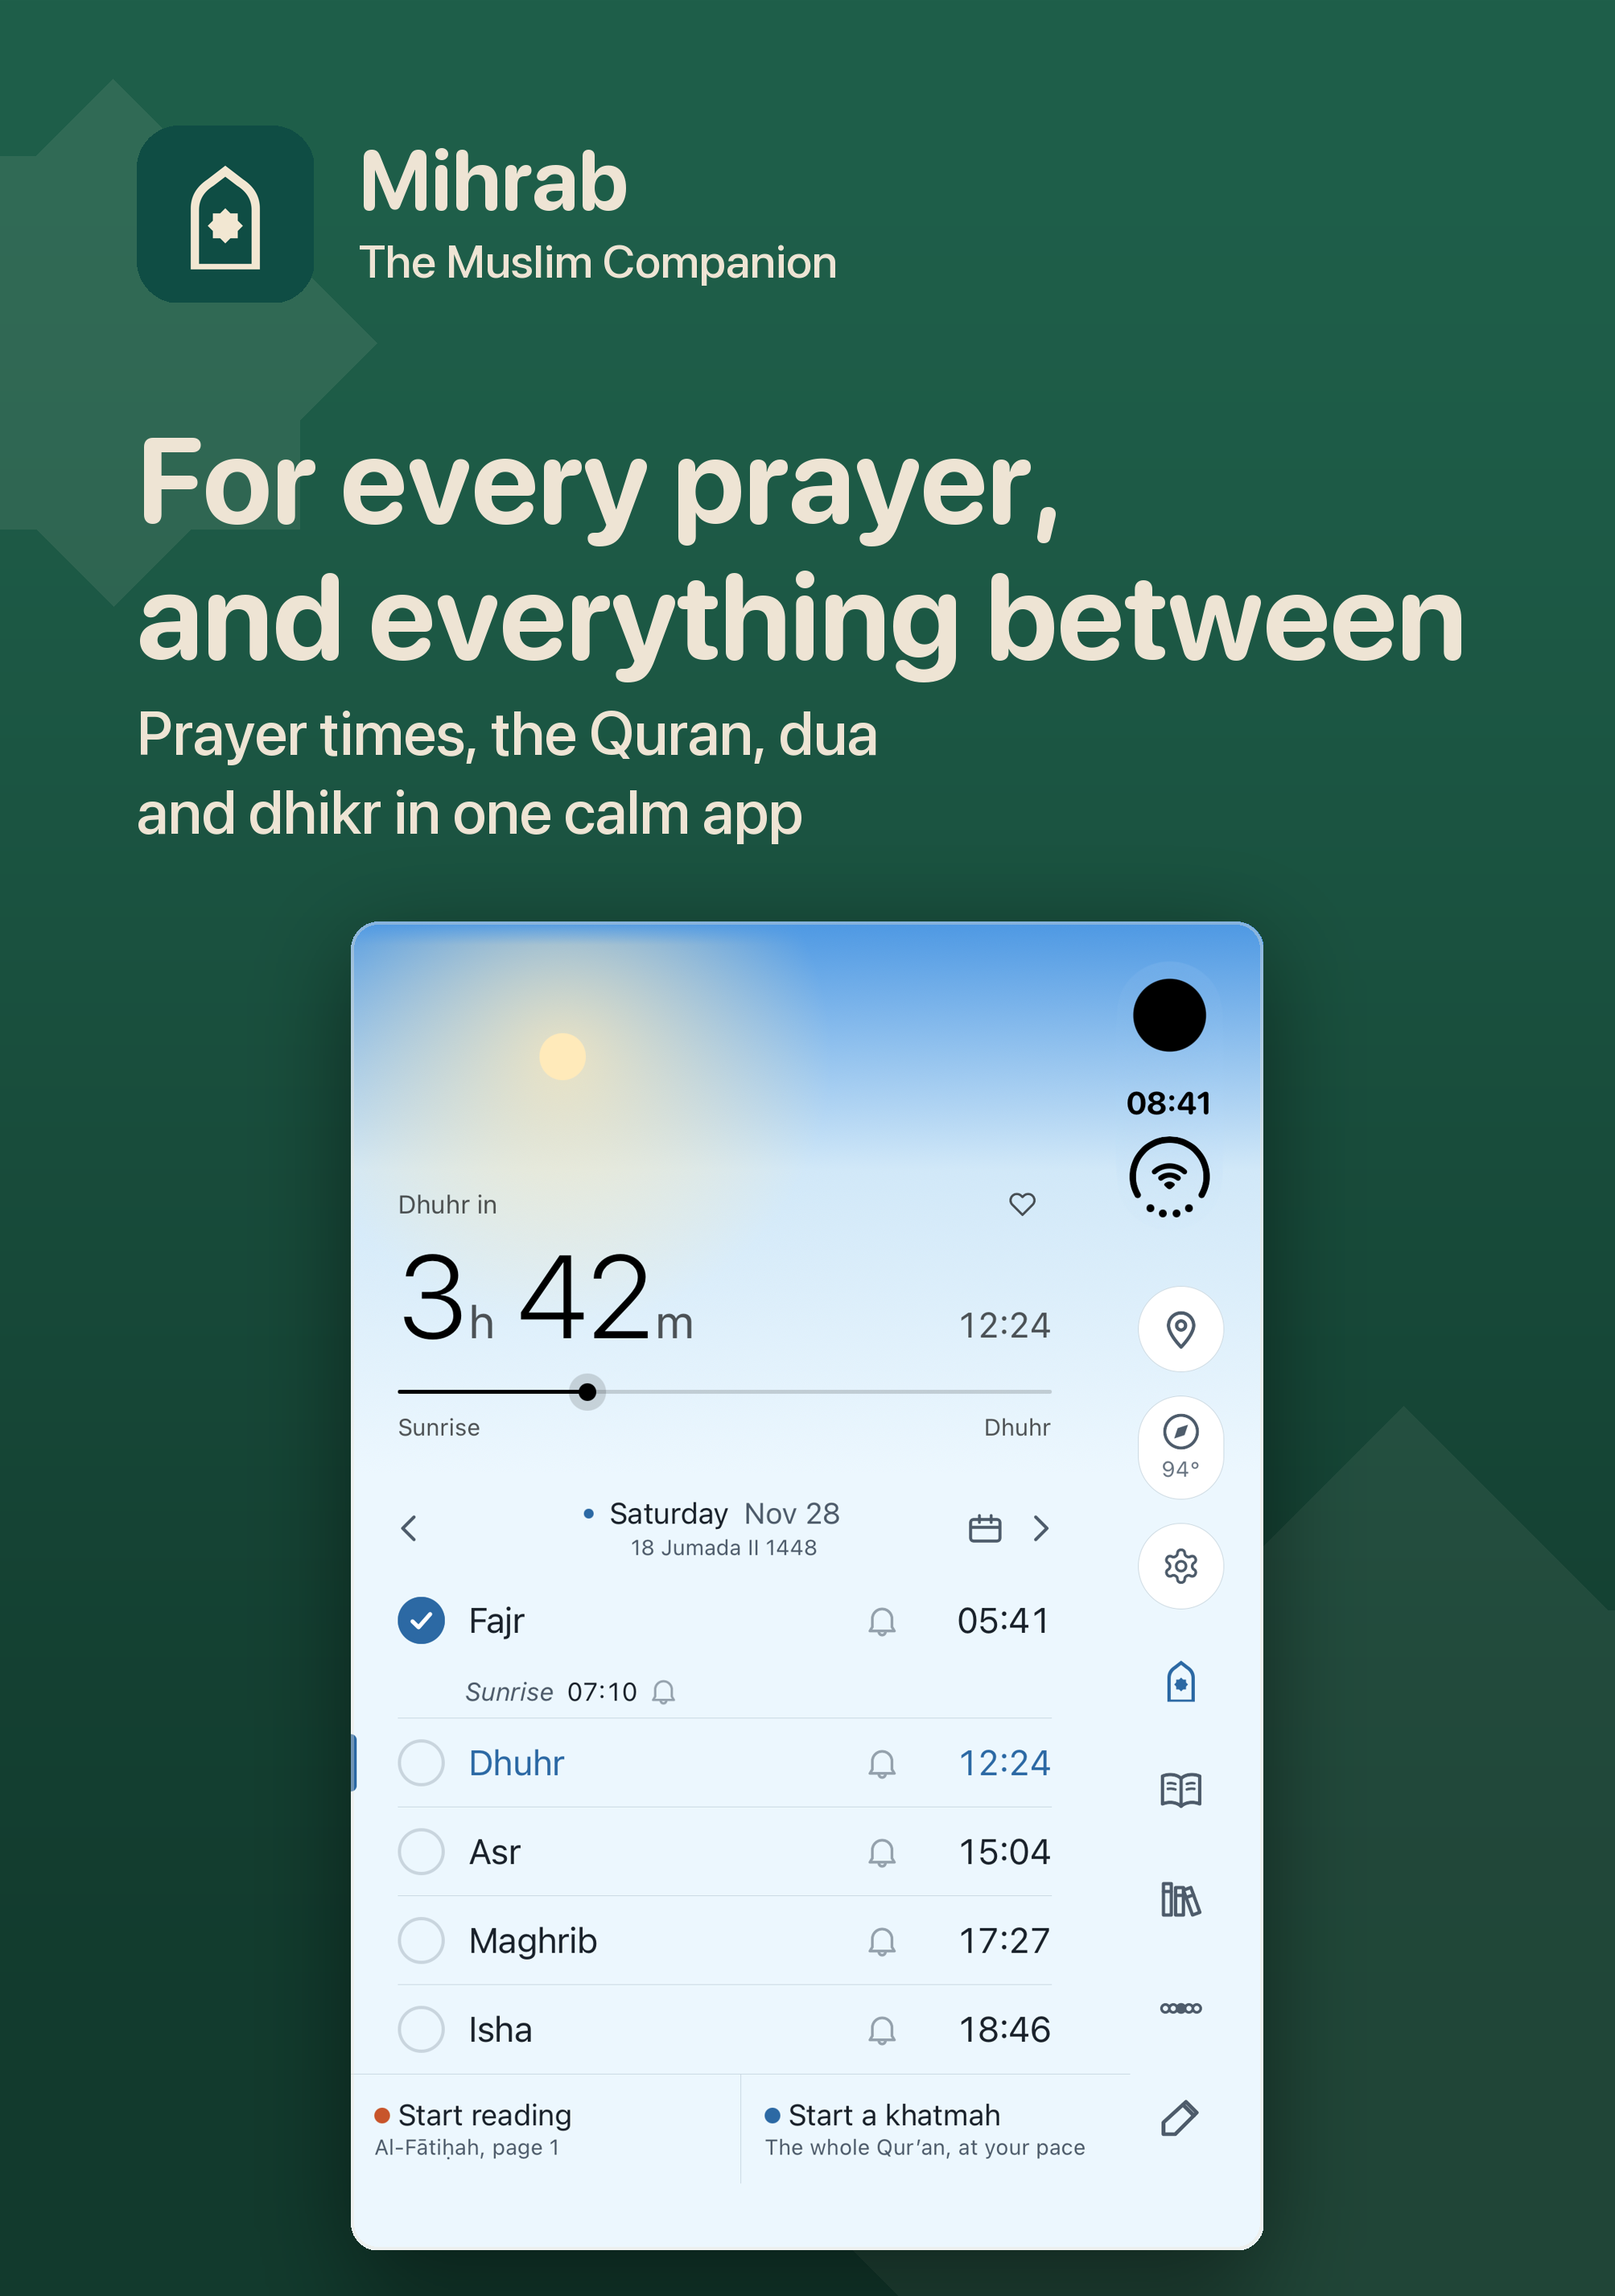 Mihrab
The Muslim Companion
For every prayer,
and everything between
Prayer times, the Quran, dua
and dhikr in one calm app
08:41
Dhuhr in
3h 42m
12:24
Sunrise
Dhuhr
94°
Saturday Nov 28
18 Jumada II 1448
Fajr 05:41
Sunrise 07:10
Dhuhr 12:24
Asr 15:04
Maghrib 17:27
Isha 18:46
Start reading
Al-Fātiḥah, page 1
Start a khatmah
The whole Qurʼan, at your pace